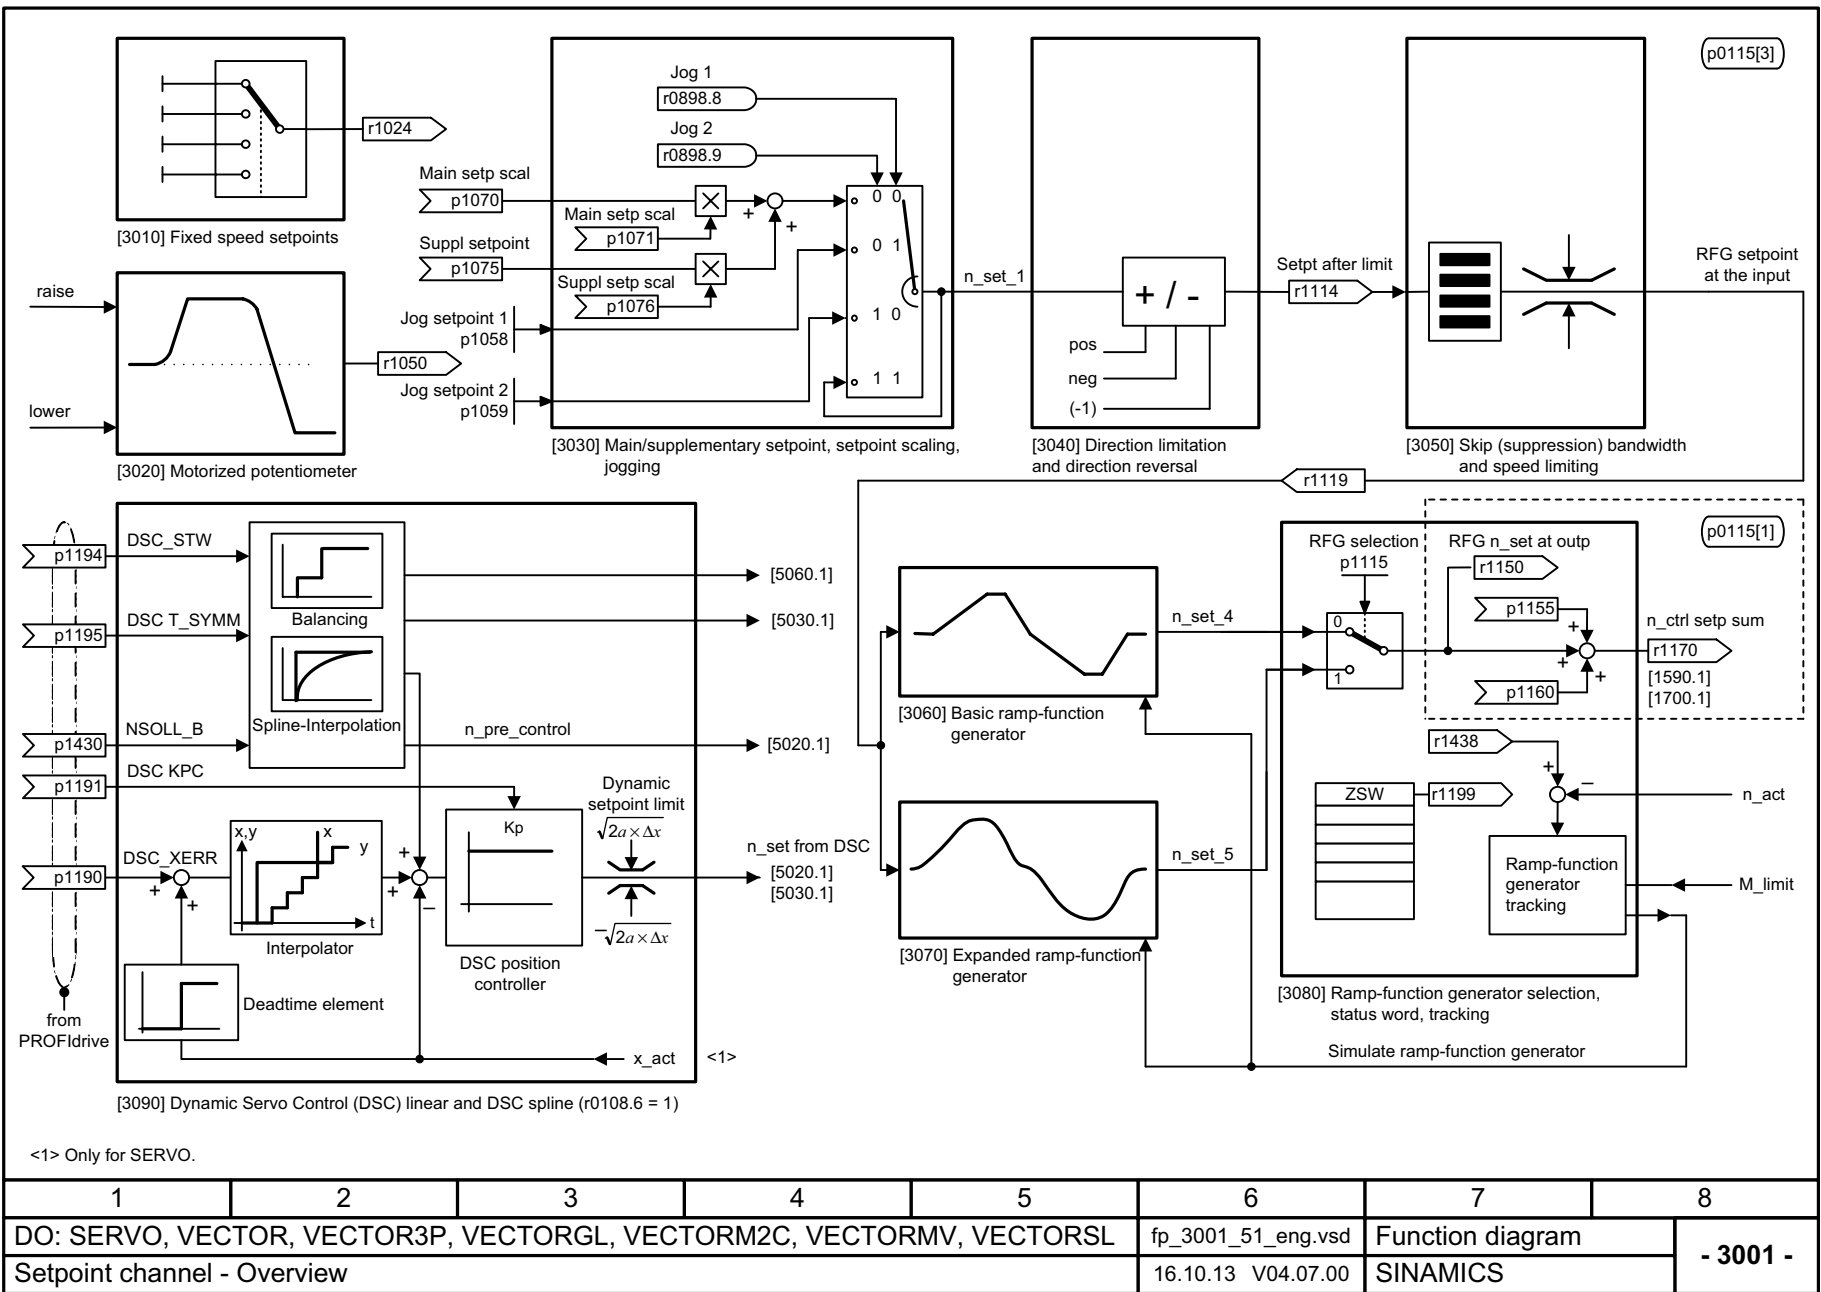 p0115[3]
r1024
[3010] Fixed speed setpoints
raise
lower
r1050
[3020] Motorized potentiometer
Jog 1
r0898.8
Jog 2
r0898.9
Main setp scal
p1070
Main setp scal
p1071
Suppl setpoint
p1075
Suppl setp scal
p1076
Jog setpoint 1
p1058
Jog setpoint 2
p1059
+
+
0 0
0 1
1 0
1 1
n_set_1
[3030] Main/supplementary setpoint, setpoint scaling,
jogging
+ / -
pos
neg
(-1)
[3040] Direction limitation
and direction reversal
Setpt after limit
r1114
[3050] Skip (suppression) bandwidth
and speed limiting
RFG setpoint
at the input
r1119
p1194
DSC_STW
p1195
DSC T_SYMM
p1430
NSOLL_B
p1191
DSC KPC
p1190
DSC_XERR
+
+
from
PROFIdrive
Balancing
Spline-Interpolation
[5060.1]
[5030.1]
n_pre_control
[5020.1]
x,y
x
y
t
Interpolator
+
+
–
Kp
DSC position
controller
Dynamic
setpoint limit
√2a × Δx
–√2a × Δx
n_set from DSC
[5020.1]
[5030.1]
Deadtime element
x_act
<1>
[3090] Dynamic Servo Control (DSC) linear and DSC spline (r0108.6 = 1)
n_set_4
[3060] Basic ramp-function
generator
n_set_5
[3070] Expanded ramp-function
generator
RFG selection
p1115
0
1
RFG n_set at outp
r1150
p1155
+
+
+
p1160
p0115[1]
n_ctrl setp sum
r1170
[1590.1]
[1700.1]
r1438
+
–
n_act
ZSW
r1199
Ramp-function
generator
tracking
M_limit
[3080] Ramp-function generator selection,
status word, tracking
Simulate ramp-function generator
<1> Only for SERVO.
1 2 3 4 5 6 7 8
DO: SERVO, VECTOR, VECTOR3P, VECTORGL, VECTORM2C, VECTORMV, VECTORSL
fp_3001_51_eng.vsd
Function diagram
- 3001 -
Setpoint channel - Overview
16.10.13 V04.07.00
SINAMICS